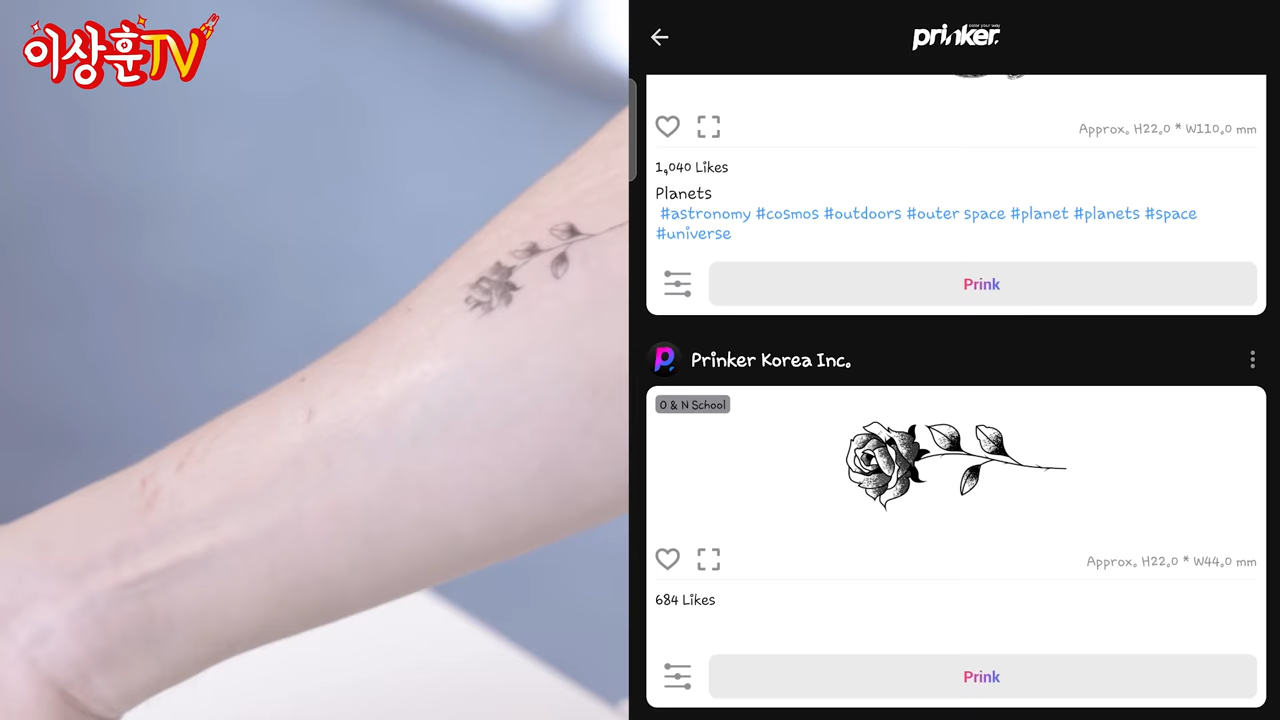 이상훈TV
prinker
Approx. H22.0 * W110.0 mm
1,040 Likes
Planets
#astronomy #cosmos #outdoors #outer space #planet #planets #space
#universe
Prink
Prinker Korea Inc.
O & N School
Approx. H22.0 * W44.0 mm
684 Likes
Prink